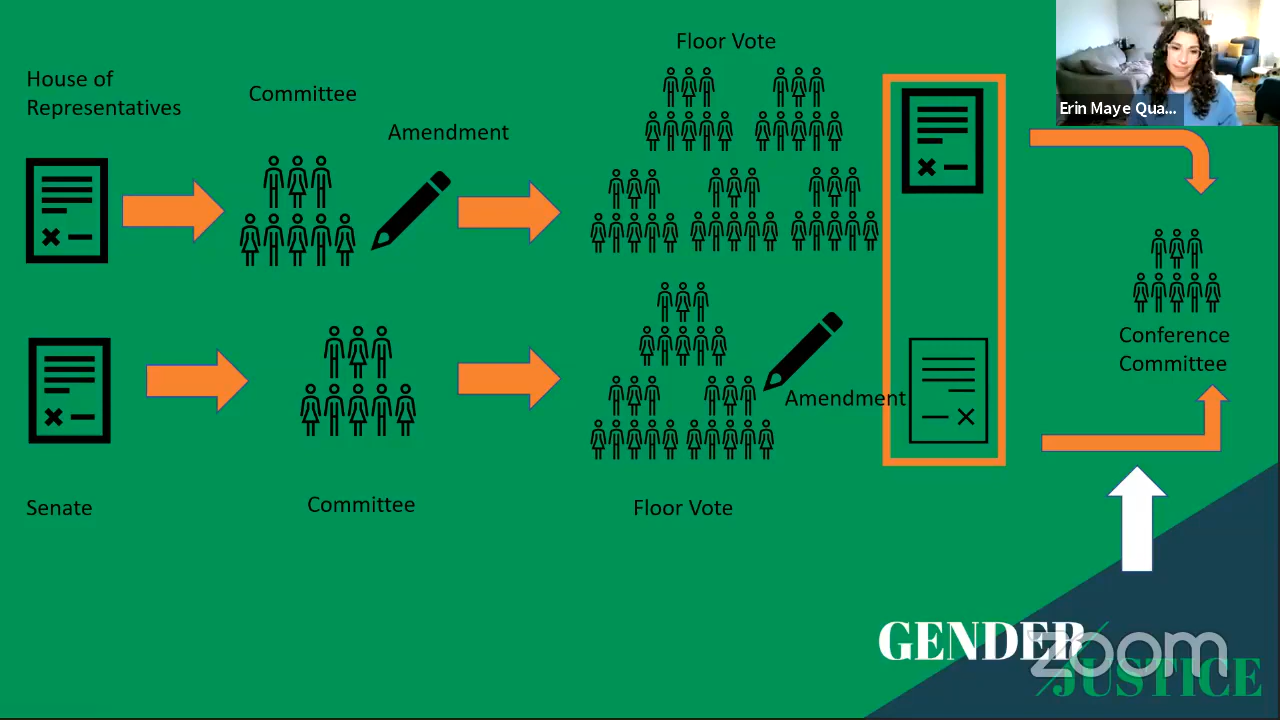 Floor Vote
House of
Representatives
Committee
Amendment
Erin Maye Qua...
Conference
Committee
Amendment
Senate
Committee
Floor Vote
GENDER
JUSTICE
zoom